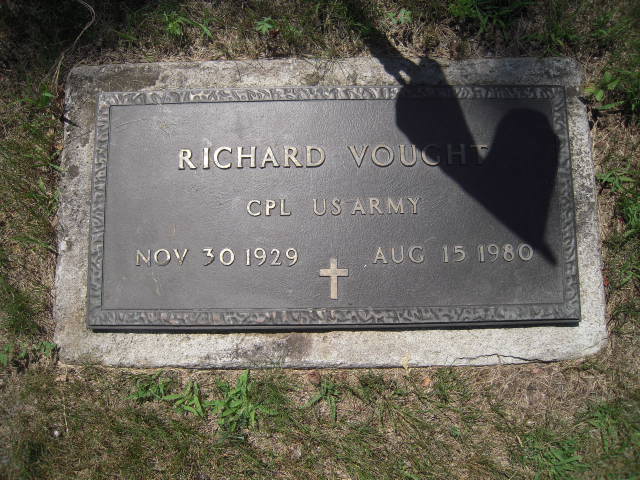 RICHARD VOUGHT
CPL US ARMY
NOV 30 1929 AUG 15 1980